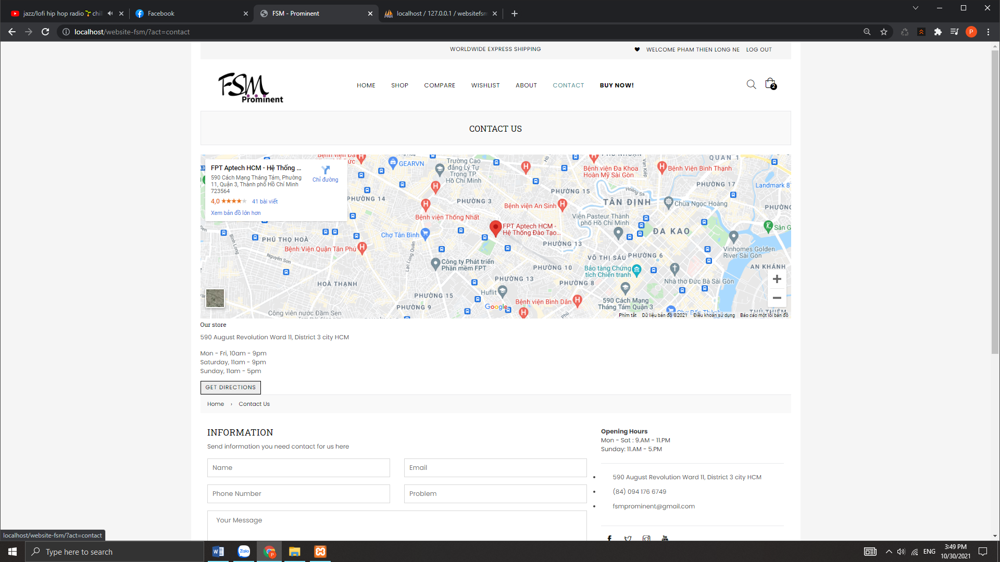 jazz/lofi hip hop radio🌱chil
Facebook
FSM - Prominent
localhost / 127.0.0.1 / websitefsm
localhost/website-fsm/?act=contact
P
WORLDWIDE EXPRESS SHIPPING
WELCOME PHAM THIEN LONG NE
LOG OUT
FSM
Prominent
HOME
SHOP
COMPARE
WISHLIST
ABOUT
CONTACT
BUY NOW!
2
CONTACT US
FPT Aptech HCM - Hệ Thống ...
590 Cách Mạng Tháng Tám, Phường
11, Quận 3, Thành phố Hồ Chí Minh
723564
4,0
41 bài viết
Xem bản đồ lớn hơn
Chỉ đường
GEARVN
Trường Cao
đẳng Lý Tự
Trọng TP.
Hồ Chí Minh
Bệnh viện Đa Khoa
Hoàn Mỹ Sài Gòn
Bệnh viện Bình Thạnh
QUAN 1
PHƯỜNG 17
Landmark 8
PHƯỜNG 14
PHƯỜNG 3
PHƯỜNG 15
Hoàng Sa
TÂN ĐỊNH
Chùa Ngọc Hoàng
PHƯỜNG
Bệnh viện An Sinh
Bệnh viện Thống Nhất
Viện Pasteur Thành
phố Hồ Chí Minh
ĐA KAO
Sân G
FPT Aptech HCM -
Hệ Thống Đào Tạo...
Chợ Tân Bình
PHÚ THỌ HOÀ
Bình Long
PHƯỜNG 13
Bệnh Viện Quận Tân Phú
Nguyễn Sơn
Lạc Long Quân
Vinhomes Golden
River Sài Gòn
VÕ THỊ SÁU
PHƯỜNG 6
Công ty Phát triển
Phần mềm FPT
PHƯỜNG 10
Bảo tàng Chứng
tích Chiến tranh
AN KHÁNH
HOÀ THẠNH
PHƯỜNG 13
PHƯỜNG 8
Nhà thờ Đức Bà Sài Gòn
PHƯỜNG 15
Huflit
Bệnh viện Bình Dân
590 Cách Mạng
Tháng Tám Quận 3
PHƯỜNG 9
Google
Công viên nước Đầm Sen
Phím tắt
Dữ liệu bản đồ ©2021
Điều khoản sử dụng
Báo cáo một lỗi bản đồ
Our store
590 August Revolution Ward 11, District 3 city HCM
Mon - Fri, 10am - 9pm
Saturday, 11am - 9pm
Sunday, 11am - 5pm
GET DIRECTIONS
Home › Contact Us
INFORMATION
Send information you need contact for us here
Name
Email
Phone Number
Problem
Your Message
Opening Hours
Mon - Sat : 9.AM - 11.PM
Sunday: 11.AM - 5.PM
590 August Revolution Ward 11, District 3 city HCM
(84) 094 176 6749
fsmprominent@gmail.com
localhost/website-fsm/?act=contact
Type here to search
Zalo
ENG
3:49 PM
10/30/2021